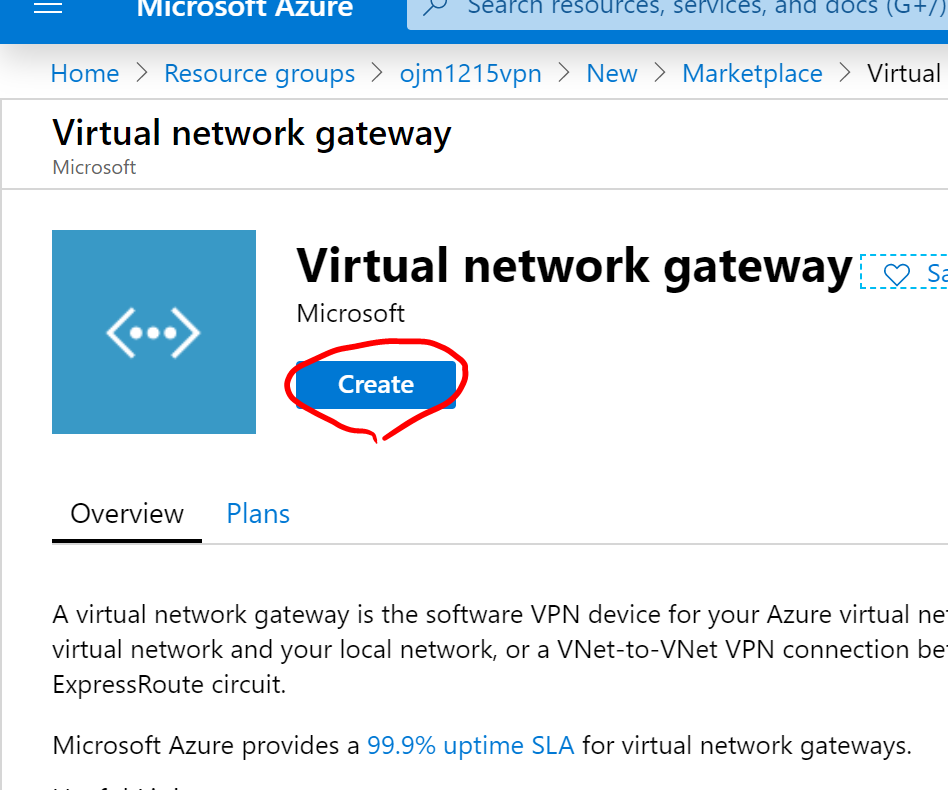 Microsoft Azure
Search resources, services, and docs (G+/)
Home > Resource groups > ojm1215vpn > New > Marketplace > Virtual
Virtual network gateway
Microsoft
Virtual network gateway
Sa
Microsoft
Create
Overview Plans
A virtual network gateway is the software VPN device for your Azure virtual ne
virtual network and your local network, or a VNet-to-VNet VPN connection be
ExpressRoute circuit.
Microsoft Azure provides a 99.9% uptime SLA for virtual network gateways.